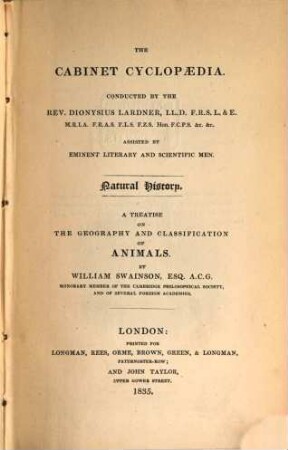 THE
CABINET CYCLOPÆDIA.
CONDUCTED BY THE
REV. DIONYSIUS LARDNER, LL.D. F.R.S. L. & E.
M.R.I.A. F.R.A.S. F.L.S. F.Z.S. Hon. F.C.P.S. &c. &c.
ASSISTED BY
EMINENT LITERARY AND SCIENTIFIC MEN.
Natural History.
A TREATISE
ON
THE GEOGRAPHY AND CLASSIFICATION
OF
ANIMALS.
BY
WILLIAM SWAINSON, ESQ. A.C.G.
HONORARY MEMBER OF THE CAMBRIDGE PHILOSOPHICAL SOCIETY,
AND OF SEVERAL FOREIGN ACADEMIES.
LONDON:
PRINTED FOR
LONGMAN, REES, ORME, BROWN, GREEN, & LONGMAN,
PATERNOSTER-ROW;
AND JOHN TAYLOR,
UPPER GOWER STREET.
1835.